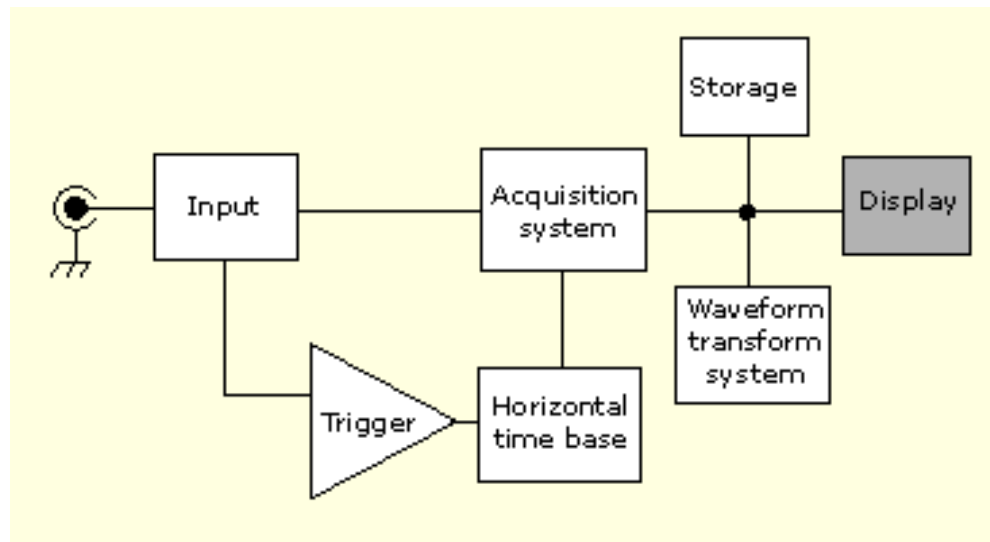 Storage
Input
Acquisition
system
Display
Waveform
transform
system
Trigger
Horizontal
time base